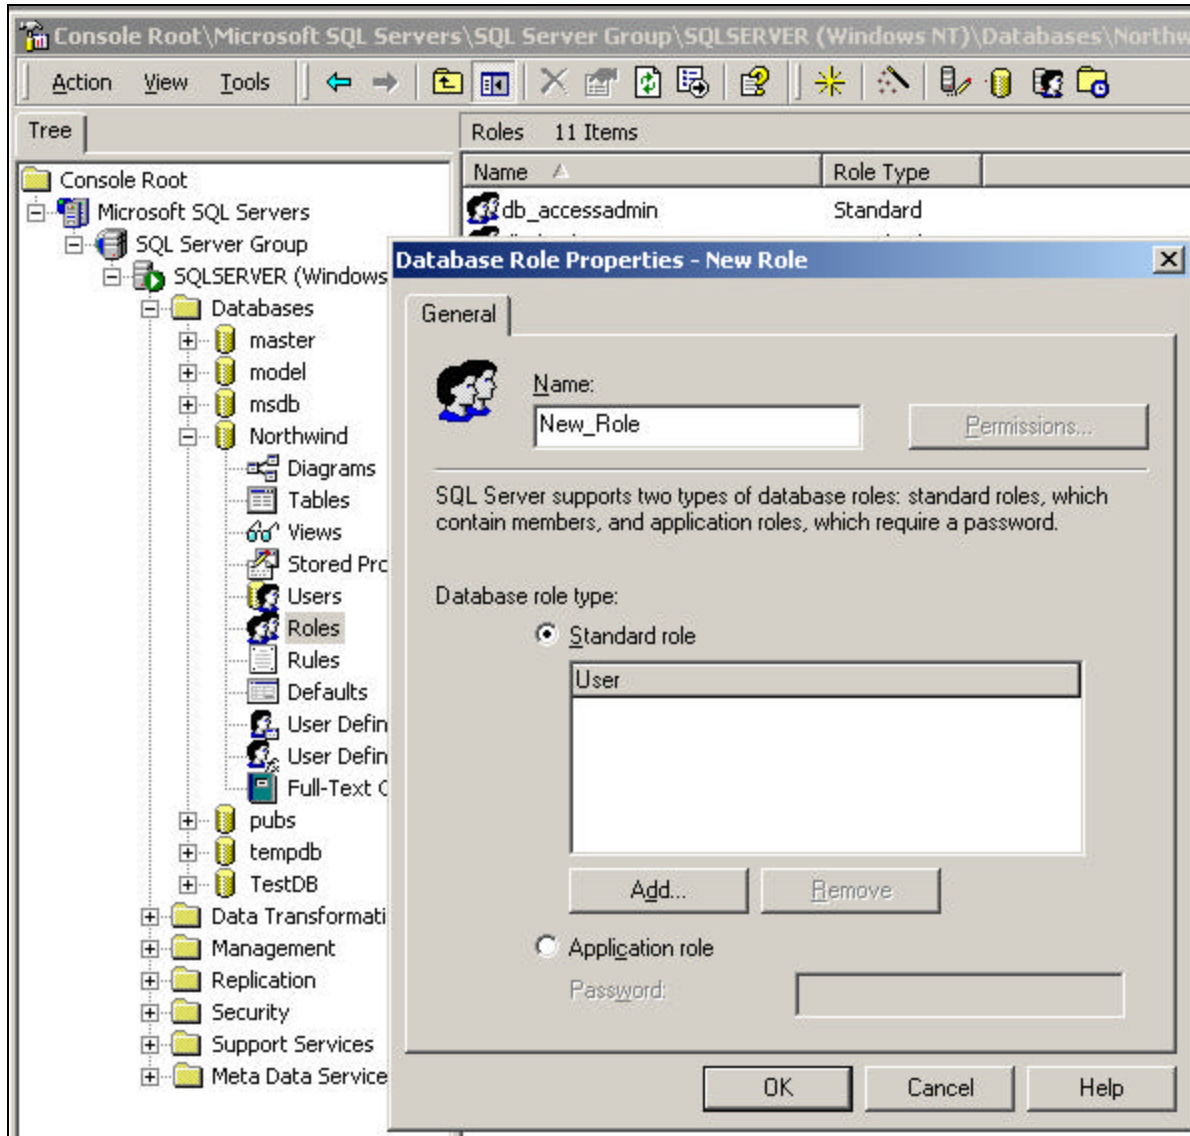 Console Root\Microsoft SQL Servers\SQL Server Group\SQLSERVER (Windows NT)\Databases\Northw
Action View Tools
Tree
Roles 11 Items
Name Role Type
Console Root
Microsoft SQL Servers
db_accessadmin Standard
SQL Server Group
SQLSERVER (Windows
Databases
master
model
msdb
Northwind
Diagrams
Tables
Views
Stored Prc
Users
Roles
Rules
Defaults
User Defin
User Defin
Full-Text C
pubs
tempdb
TestDB
Data Transformati
Management
Replication
Security
Support Services
Meta Data Service
Database Role Properties - New Role
General
Name:
New_Role
Permissions...
SQL Server supports two types of database roles: standard roles, which
contain members, and application roles, which require a password.
Database role type:
Standard role
User
Add... Remove
Application role
Password:
OK Cancel Help